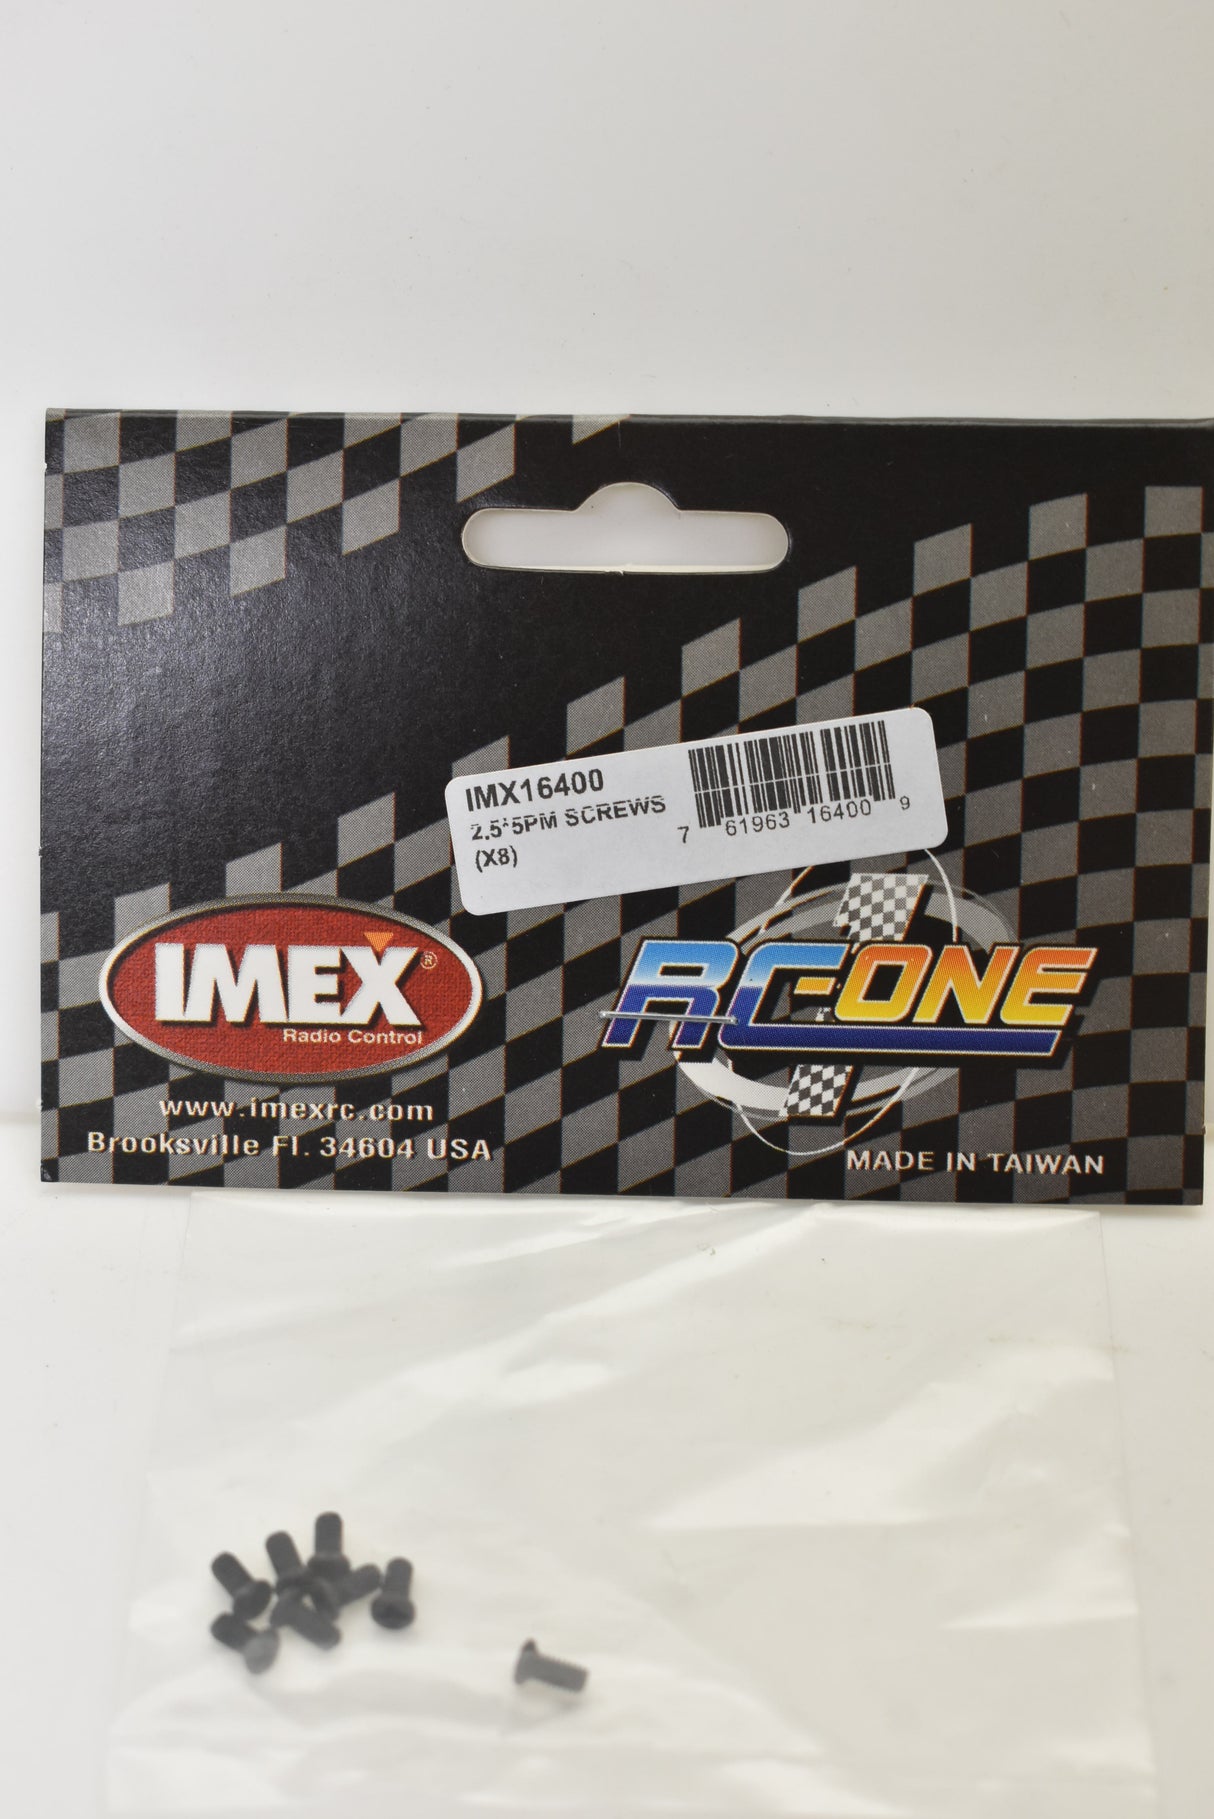 IMX16400
2.5*5PM SCREWS
(X8)
7 61963 16400 9
IMEX®
Radio Control
RC-ONE
www.imexrc.com
Brooksville Fl. 34604 USA
MADE IN TAIWAN